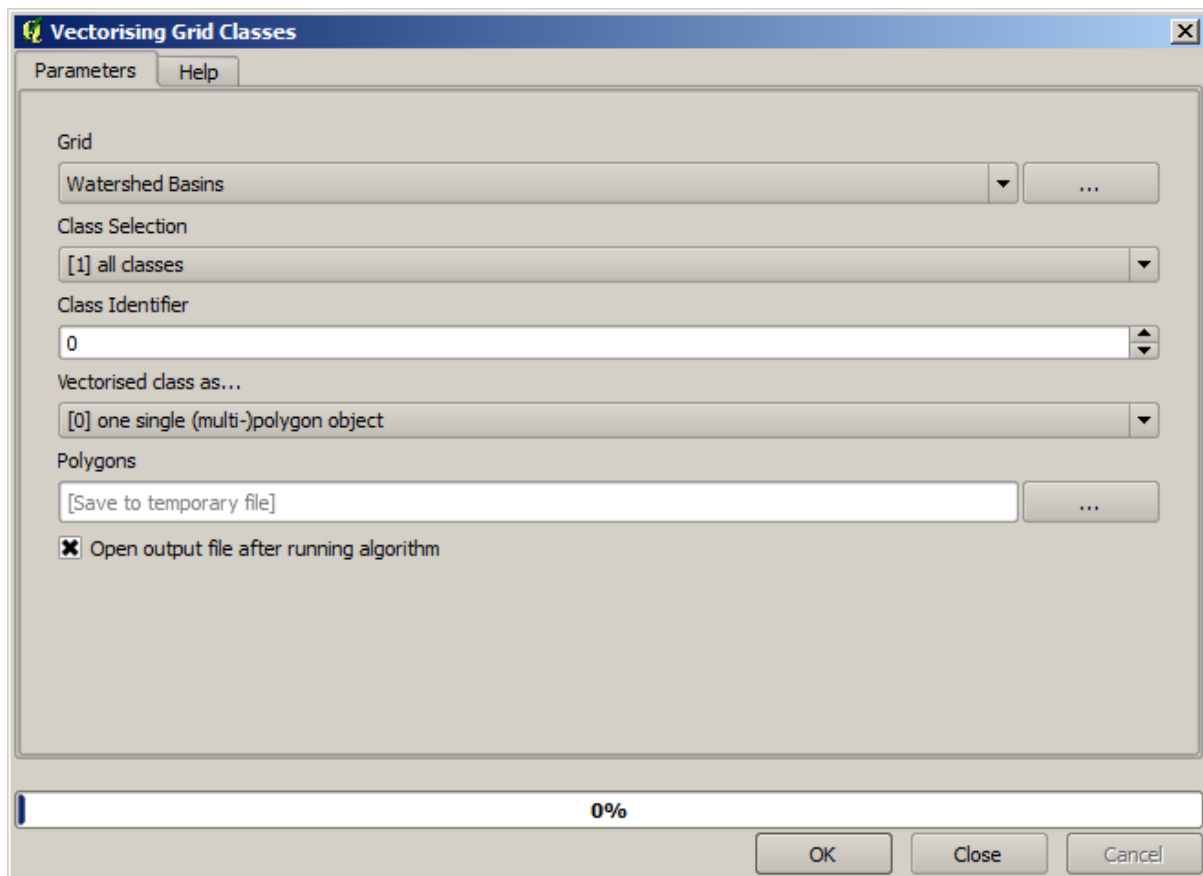 Vectorising Grid Classes
Parameters Help
Grid
Watershed Basins ...
Class Selection
[1] all classes
Class Identifier
0
Vectorised class as...
[0] one single (multi-)polygon object
Polygons
[Save to temporary file] ...
Open output file after running algorithm
0%
OK Close Cancel